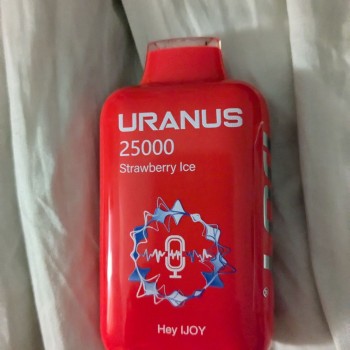 URANUS
25000
Strawberry Ice
Hey IJOY